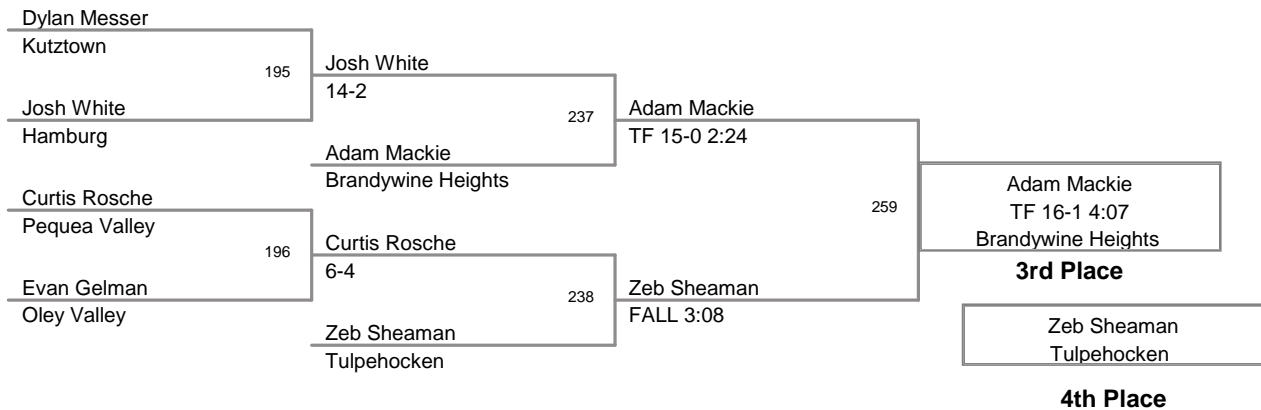 Dylan Messer
Kutztown
195
Josh White
14-2
Josh White
Hamburg
237
Adam Mackie
TF 15-0 2:24
Adam Mackie
Brandywine Heights
Curtis Rosche
Pequea Valley
259
Adam Mackie
TF 16-1 4:07
Brandywine Heights
3rd Place
196
Curtis Rosche
6-4
Evan Gelman
Oley Valley
238
Zeb Sheaman
FALL 3:08
Zeb Sheaman
Tulpehocken
Zeb Sheaman
Tulpehocken
4th Place